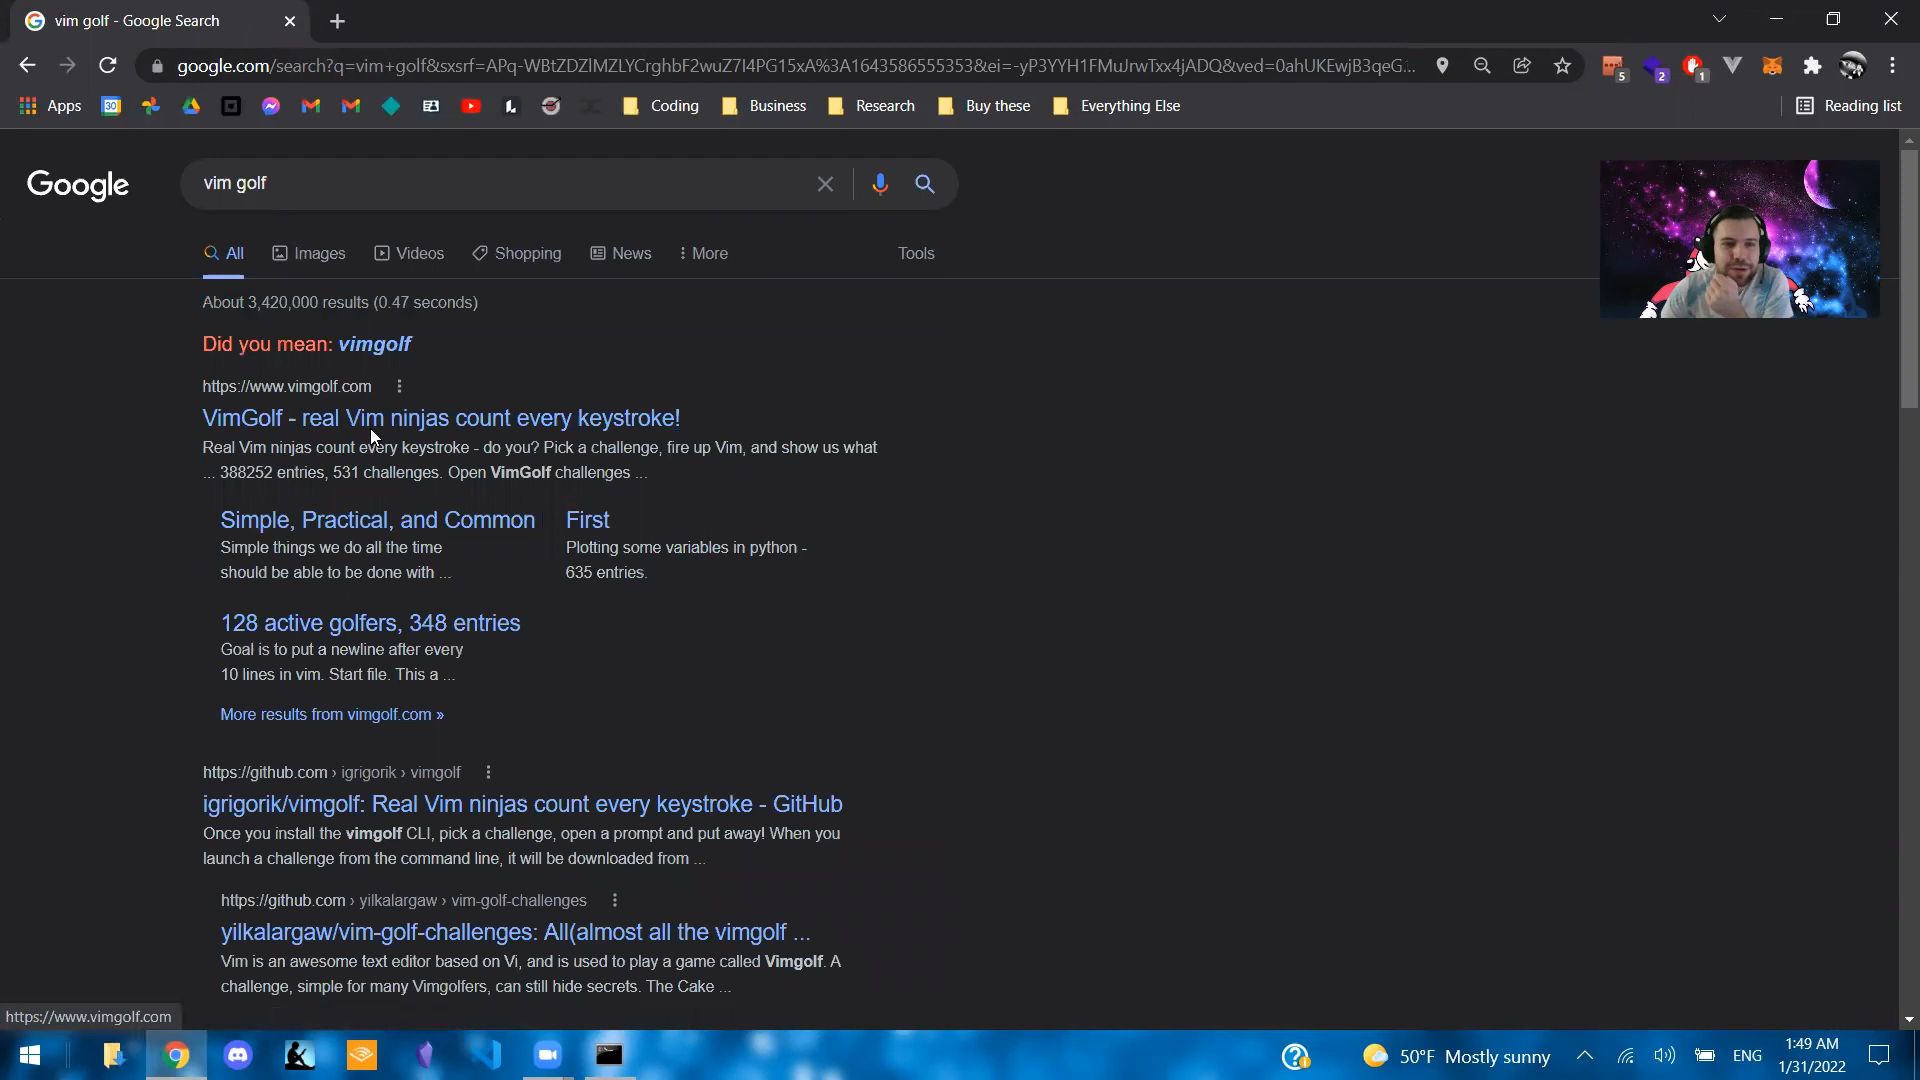 vim golf - Google Search
google.com/search?q=vim+golf&sxsrf=APq-WBtZDZlMZLYCrghbF2wuZ7I4PG15xA%3A1643586555353&ei=-yP3YYH1FMuJrwTxx4jADQ&ved=0ahUKEwjB3qeG...
5
2
1
Apps
30
Coding
Business
Research
Buy these
Everything Else
Reading list
Google
vim golf
All
Images
Videos
Shopping
News
More
Tools
About 3,420,000 results (0.47 seconds)
Did you mean: vimgolf
https://www.vimgolf.com
VimGolf - real Vim ninjas count every keystroke!
Real Vim ninjas count every keystroke - do you? Pick a challenge, fire up Vim, and show us what
... 388252 entries, 531 challenges. Open VimGolf challenges ...
Simple, Practical, and Common
Simple things we do all the time
should be able to be done with ...
First
Plotting some variables in python -
635 entries.
128 active golfers, 348 entries
Goal is to put a newline after every
10 lines in vim. Start file. This a ...
More results from vimgolf.com »
https://github.com › igrigorik › vimgolf
igrigorik/vimgolf: Real Vim ninjas count every keystroke - GitHub
Once you install the vimgolf CLI, pick a challenge, open a prompt and put away! When you
launch a challenge from the command line, it will be downloaded from ...
https://github.com › yilkalargaw › vim-golf-challenges
yilkalargaw/vim-golf-challenges: All(almost all the vimgolf ...
Vim is an awesome text editor based on Vi, and is used to play a game called Vimgolf. A
challenge, simple for many Vimgolfers, can still hide secrets. The Cake ...
https://www.vimgolf.com
50°F Mostly sunny
ENG
1:49 AM
1/31/2022